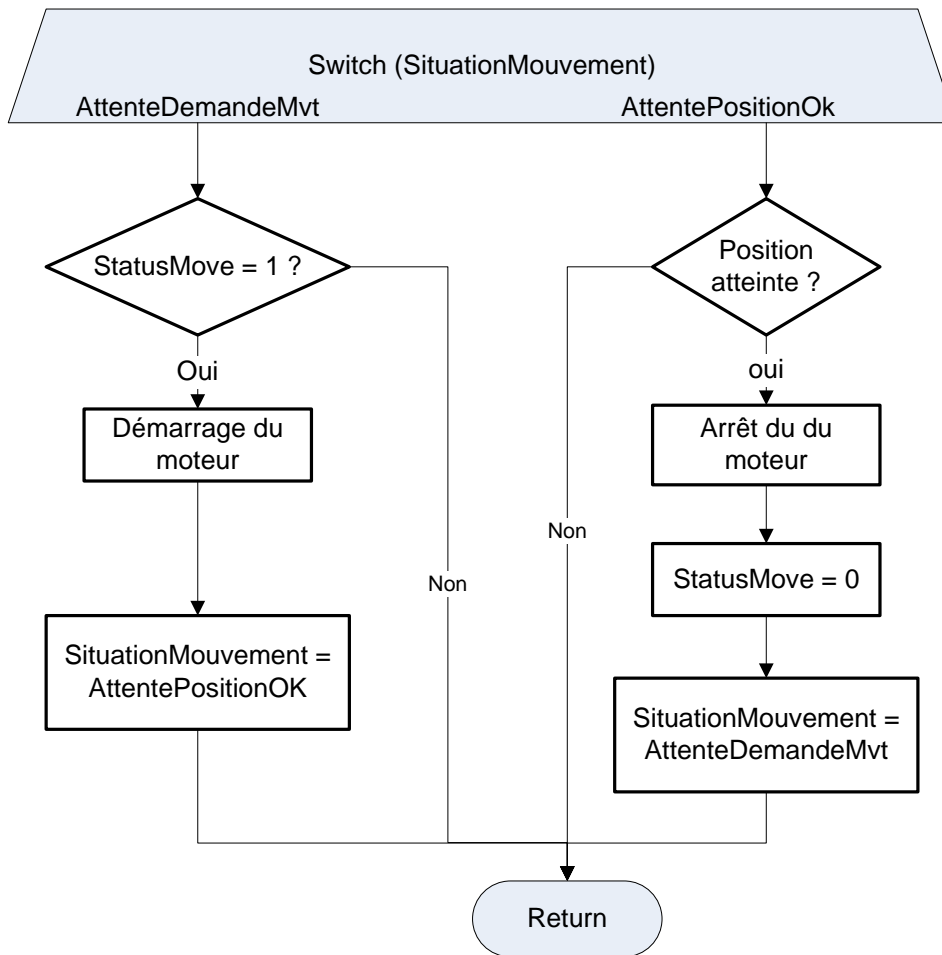 Switch (SituationMouvement)
AttenteDemandeMvt
AttentePositionOk
StatusMove = 1 ?
Position
atteinte ?
Oui
oui
Démarrage du
moteur
Arrêt du du
moteur
Non
Non
StatusMove = 0
SituationMouvement =
AttentePositionOK
SituationMouvement =
AttenteDemandeMvt
Return